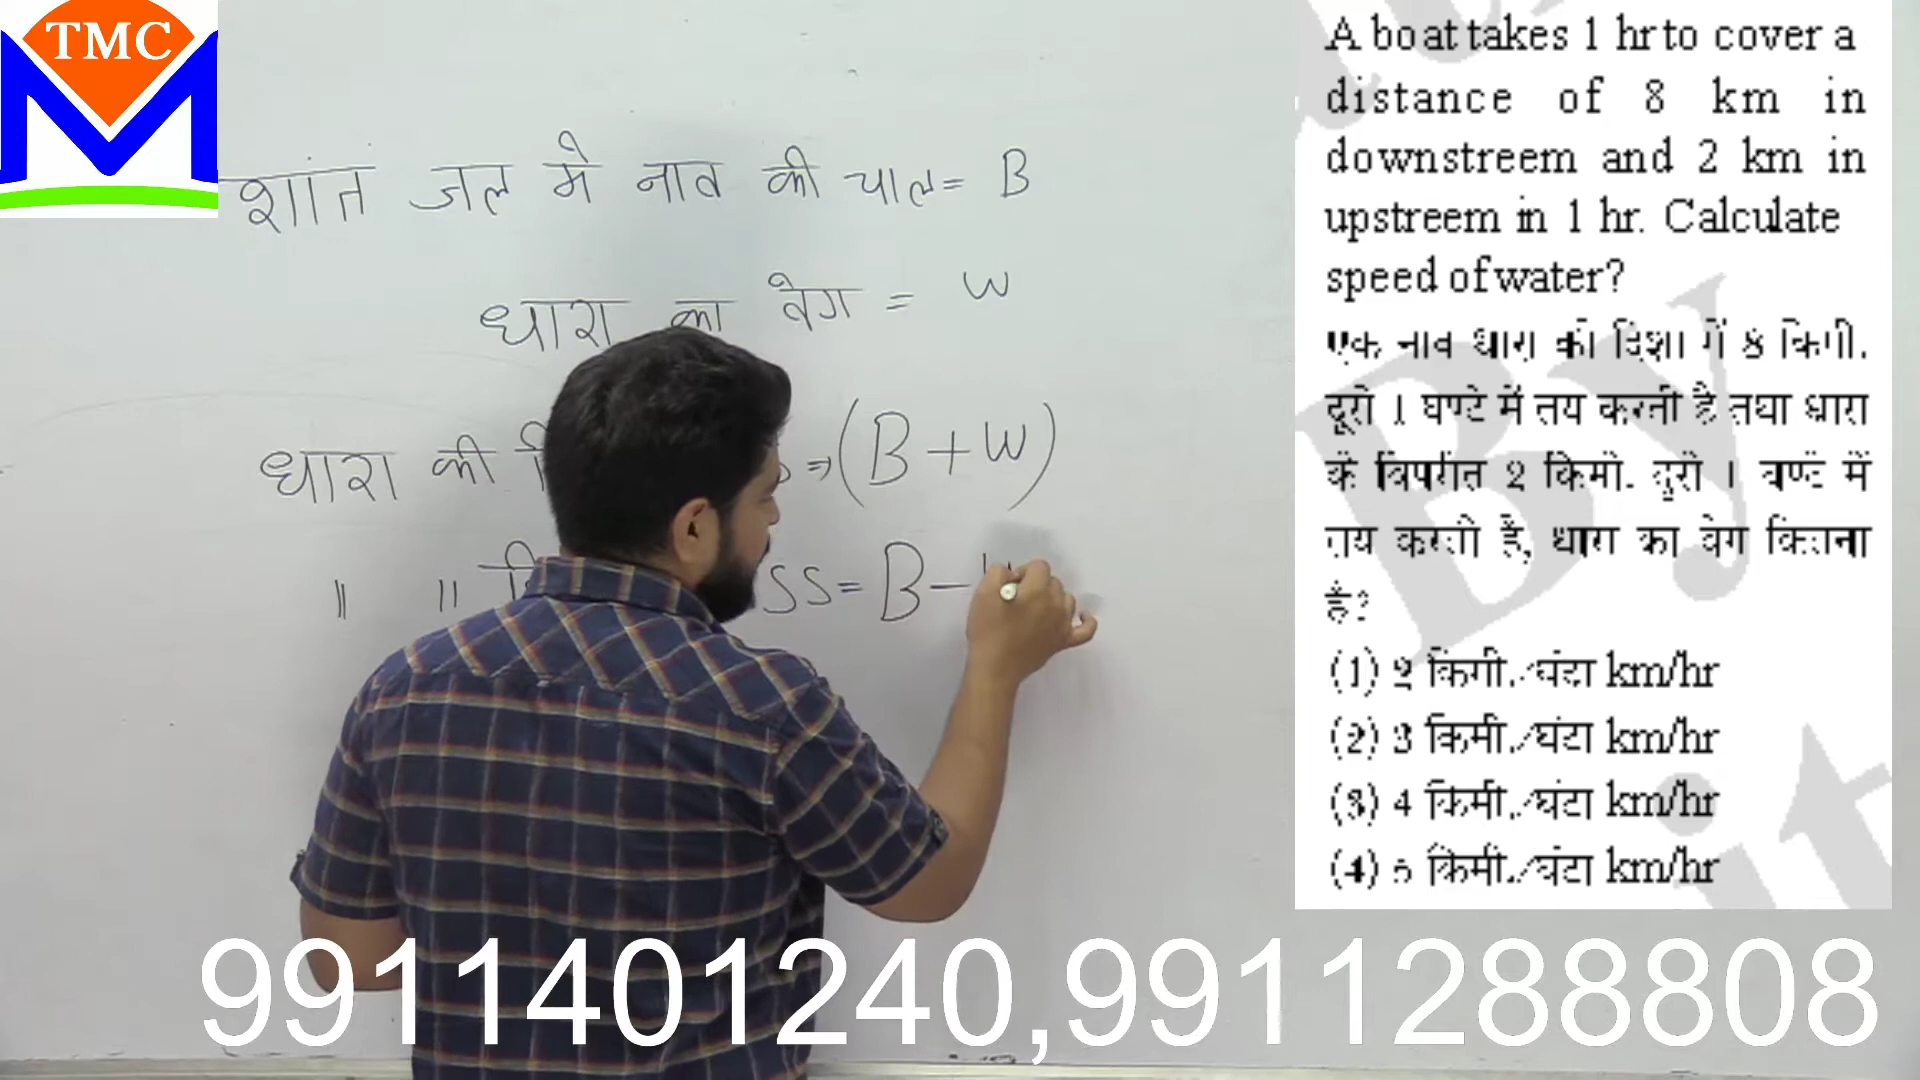 TMC
शांत जल मे नाव की चाल = B
धारा का वेग = W
धारा की ⇒ (B + W)
〃 〃 SS = B -
A boat takes 1 hr to cover a
distance of 8 km in
downstreem and 2 km in
upstreem in 1 hr. Calculate
speed of water?
एक नाव धारा की दिशा में 8 किमी.
दूरी 1 घण्टे में तय करती है तथा धारा
के विपरीत 2 किमी. दुरी 1 घण्टे में
तय करती है, धारा का वेग कितना
है?
(1) 2 किमी./घंटा km/hr
(2) 3 किमी./घंटा km/hr
(3) 4 किमी./घंटा km/hr
(4) 5 किमी./घंटा km/hr
9911401240,9911288808